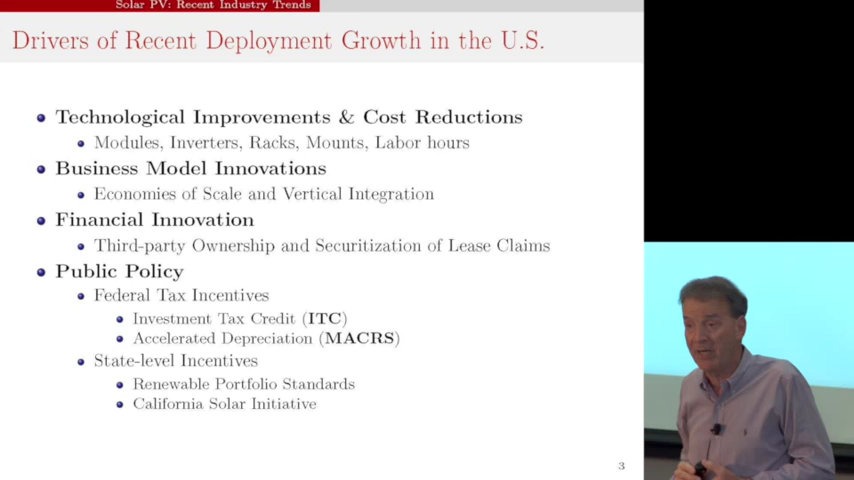 Solar PV: Recent Industry Trends
Drivers of Recent Deployment Growth in the U.S.
Technological Improvements & Cost Reductions
Modules, Inverters, Racks, Mounts, Labor hours
Business Model Innovations
Economies of Scale and Vertical Integration
Financial Innovation
Third-party Ownership and Securitization of Lease Claims
Public Policy
Federal Tax Incentives
Investment Tax Credit (ITC)
Accelerated Depreciation (MACRS)
State-level Incentives
Renewable Portfolio Standards
California Solar Initiative
3